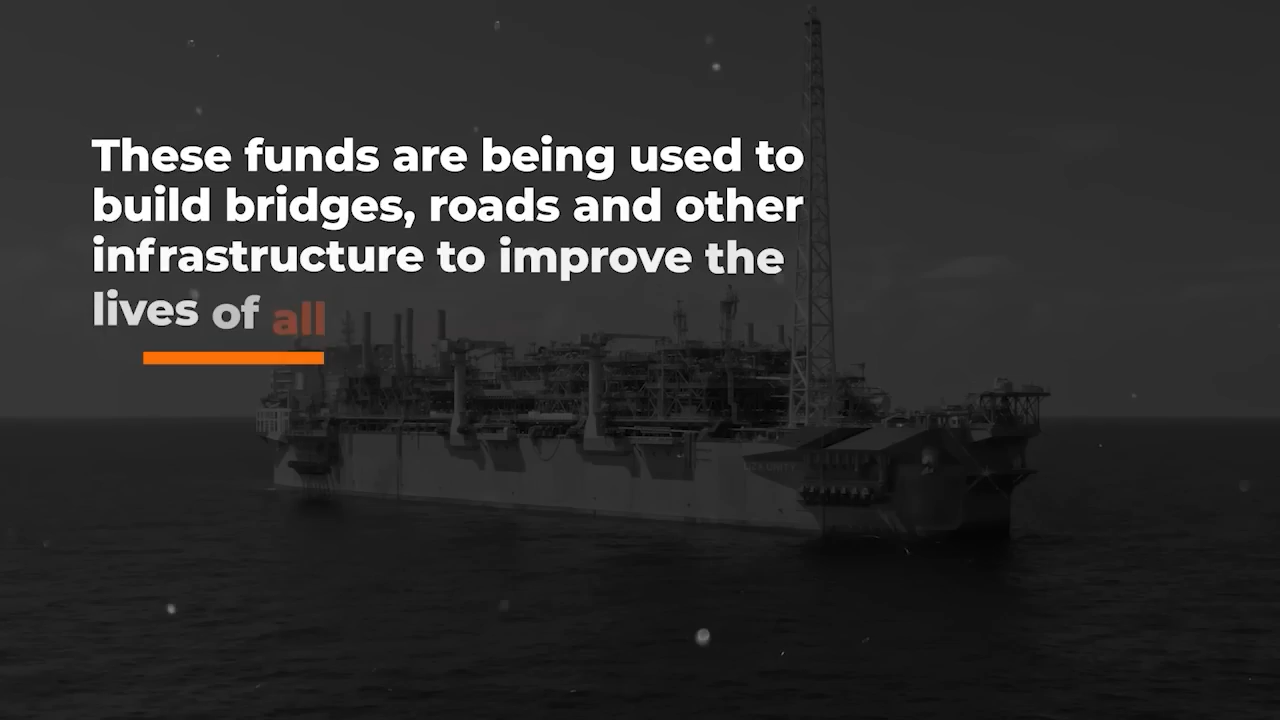 These funds are being used to
build bridges, roads and other
infrastructure to improve the
lives of all